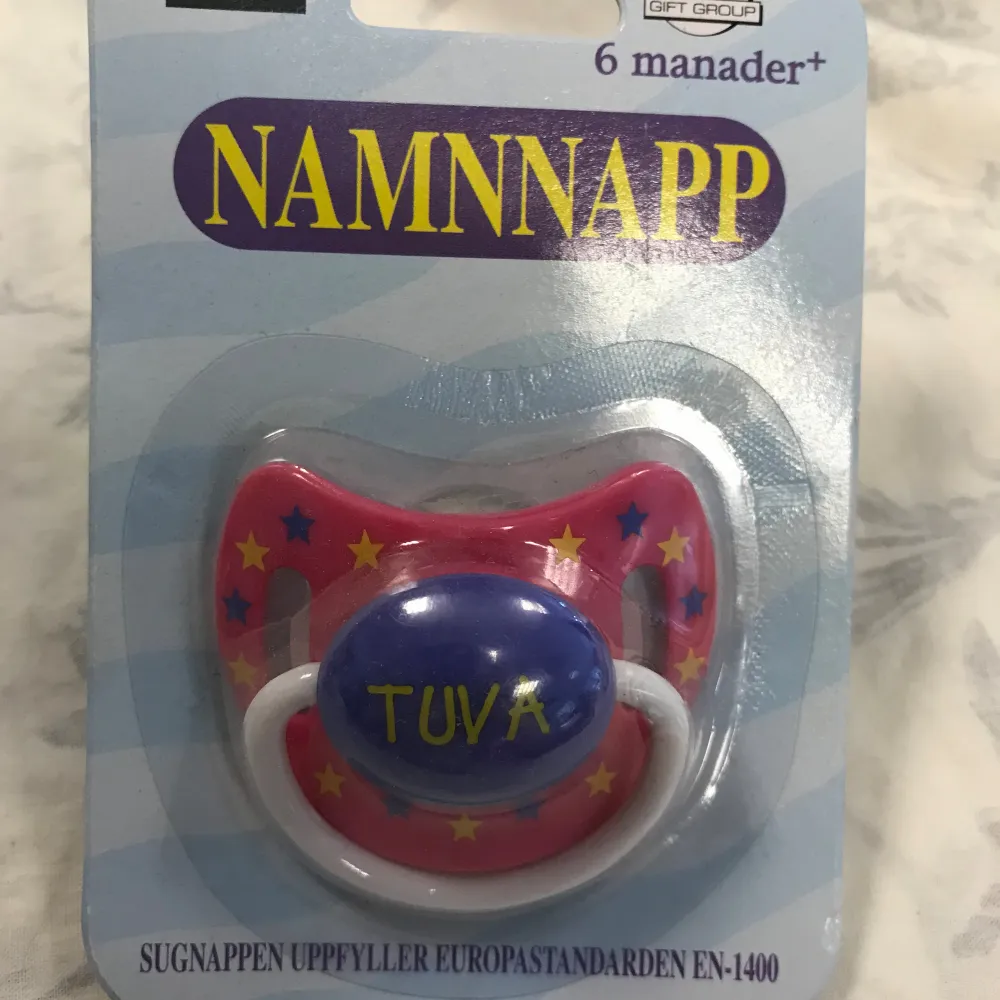 GIFT GROUP
6 manader+
NAMNNAPP
TUVA
SUGNAPPEN UPPFYLLER EUROPASTANDARDEN EN-1400